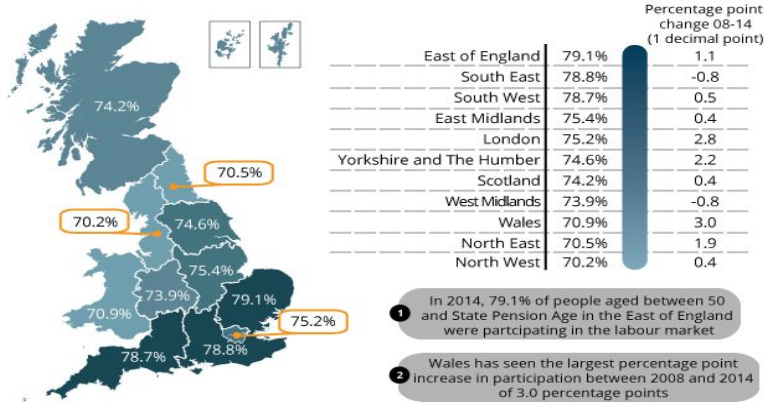 Percentage point
change 08-14
(1 decimal point)
East of England 79.1% 1.1
South East 78.8% -0.8
South West 78.7% 0.5
East Midlands 75.4% 0.4
London 75.2% 2.8
Yorkshire and The Humber 74.6% 2.2
Scotland 74.2% 0.4
West Midlands 73.9% -0.8
Wales 70.9% 3.0
North East 70.5% 1.9
North West 70.2% 0.4
74.2%
70.5%
70.2%
74.6%
75.4%
73.9%
79.1%
70.9%
75.2%
78.7%
78.8%
1 In 2014, 79.1% of people aged between 50
and State Pension Age in the East of England
were partcpating in the labour market
2 Wales has seen the largest percentage point
increase in participation between 2008 and 2014
of 3.0 percentage points